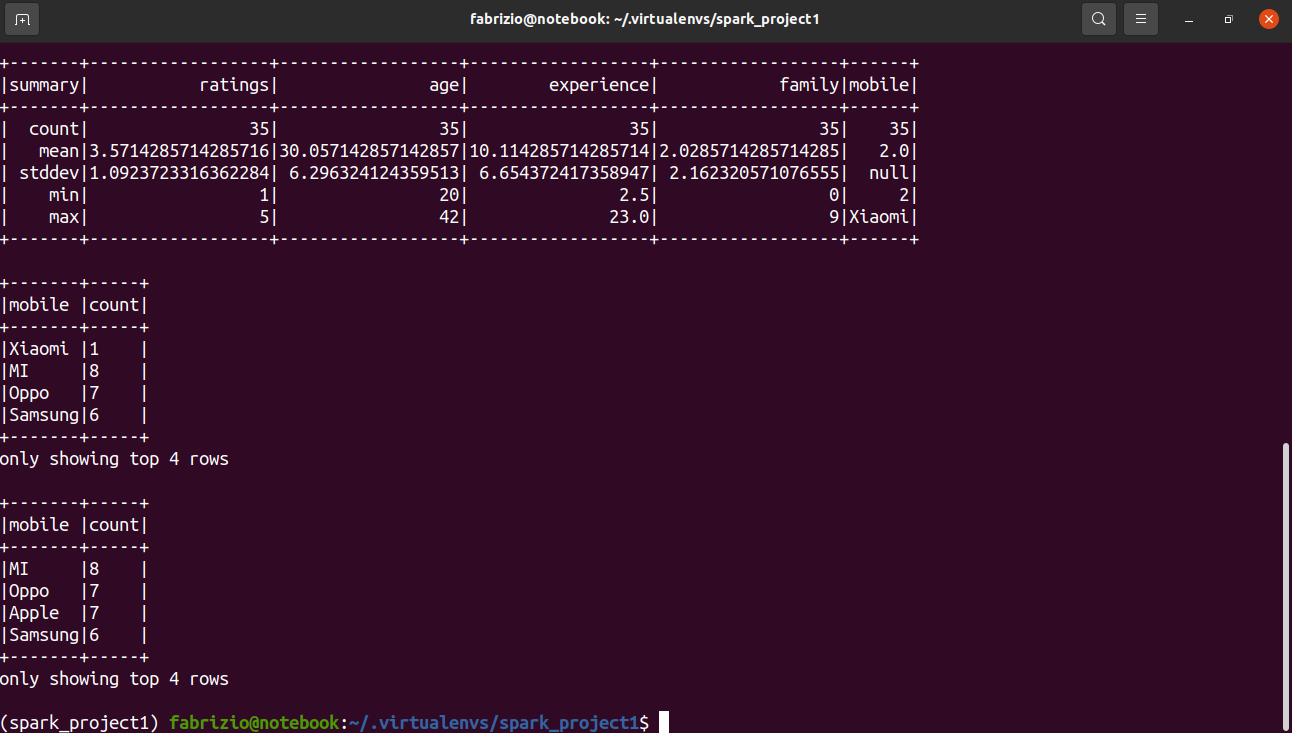 fabrizio@notebook: ~/.virtualenvs/spark_project1
+-------+------------------+------------------+------------------+------------------+------+
|summary|           ratings|               age|        experience|            family|mobile|
+-------+------------------+------------------+------------------+------------------+------+
|  count|                35|                35|                35|                35|    35|
|   mean|3.5714285714285716|30.057142857142857|10.114285714285714|2.0285714285714285|   2.0|
| stddev|1.0923723316362284| 6.296324124359513| 6.654372417358947| 2.162320571076555|  null|
|    min|                 1|                20|               2.5|                 0|     2|
|    max|                 5|                42|              23.0|                 9|Xiaomi|
+-------+------------------+------------------+------------------+------------------+------+
+-------+-----+
|mobile |count|
+-------+-----+
|Xiaomi |1    |
|MI     |8    |
|Oppo   |7    |
|Samsung|6    |
+-------+-----+
only showing top 4 rows
+-------+-----+
|mobile |count|
+-------+-----+
|MI     |8    |
|Oppo   |7    |
|Apple  |7    |
|Samsung|6    |
+-------+-----+
only showing top 4 rows
(spark_project1) fabrizio@notebook:~/.virtualenvs/spark_project1$